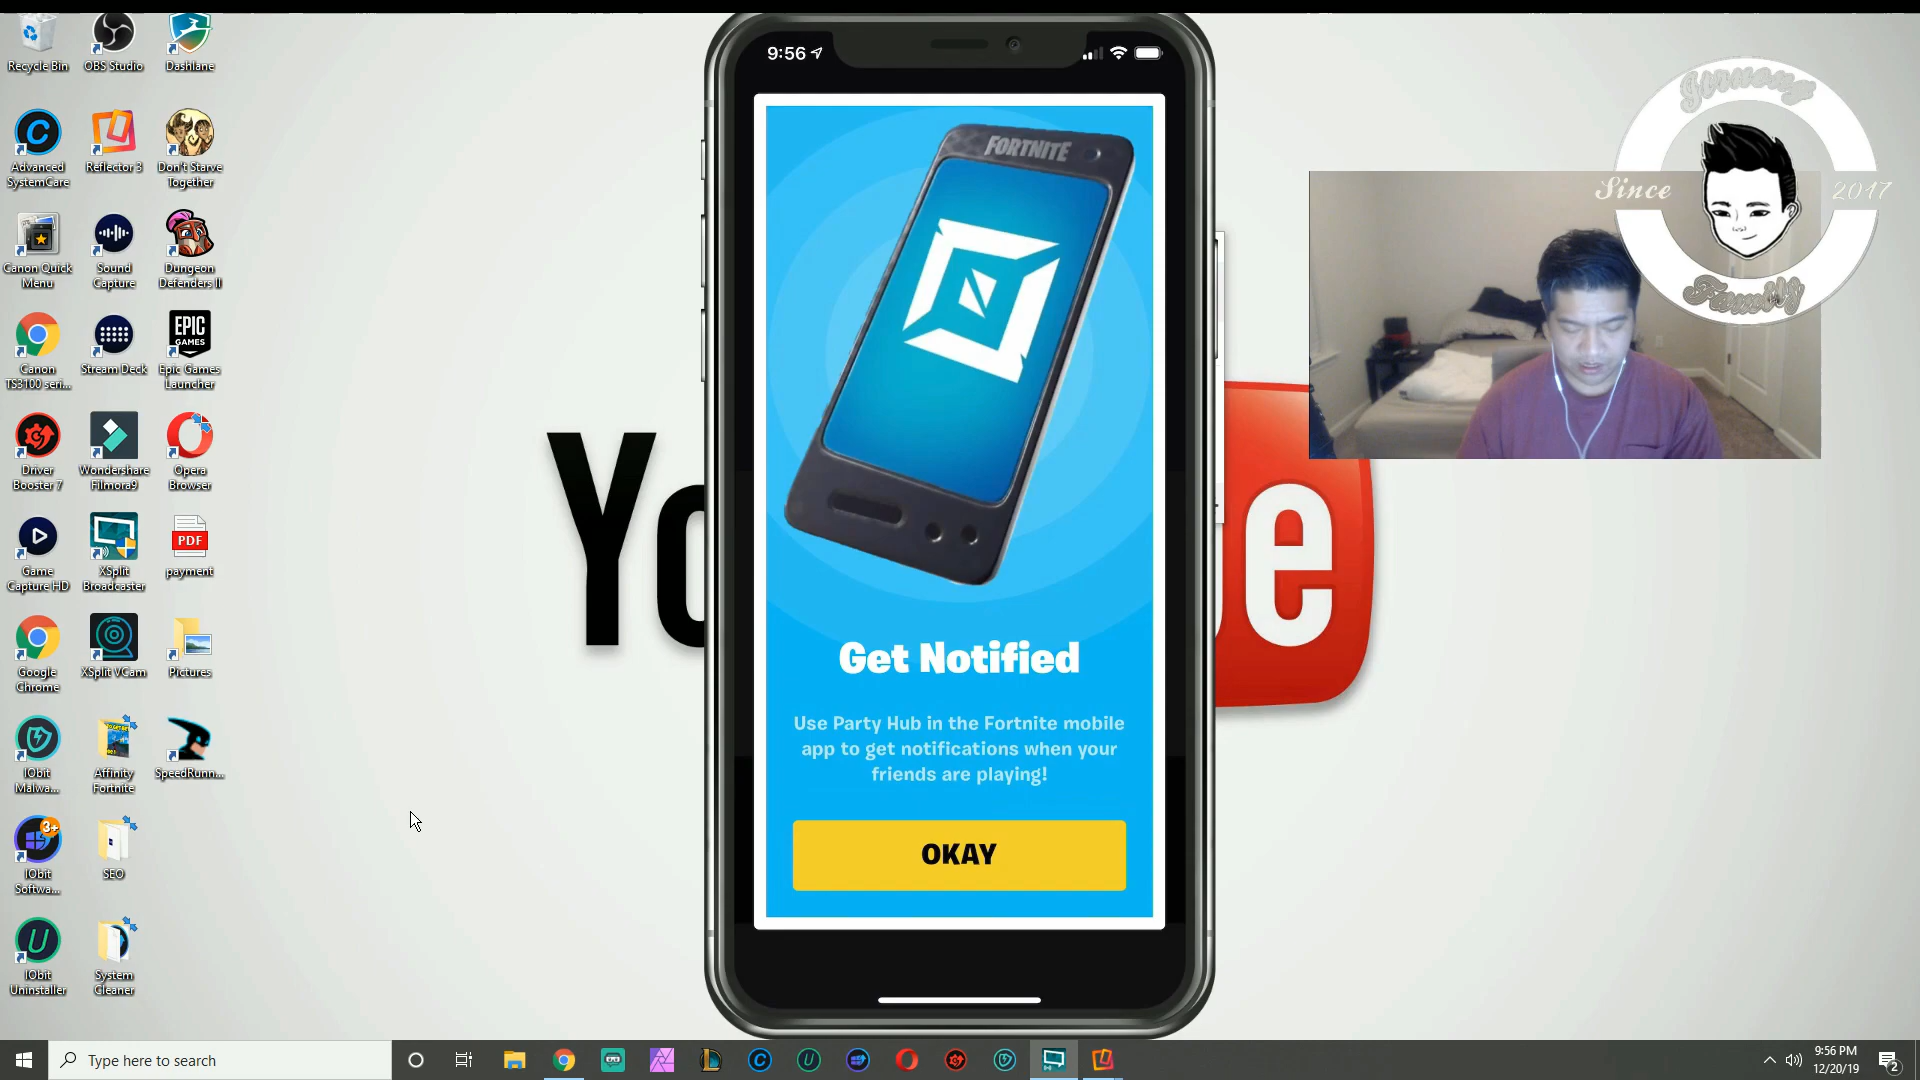 Recycle Bin
OBS Studio
Dashlane
Advanced
SystemCare
Reflector 3
Don't Starve
Together
Canon Quick
Menu
Sound
Capture
Dungeon
Defenders II
Canon
TS3100 seri...
Stream Deck
EPIC
GAMES
Epic Games
Launcher
Driver
Booster 7
Wondershare
Filmora9
Opera
Browser
Game
Capture HD
XSplit
Broadcaster
PDF
payment
Google
Chrome
XSplit VCam
Pictures
IObit
Malwa...
Affinity
Fortnite
SpeedRunn...
3+
IObit
Softwa...
SEO
IObit
Uninstaller
System
Cleaner
9:56
FORTNITE
Get Notified
Use Party Hub in the Fortnite mobile
app to get notifications when your
friends are playing!
OKAY
Yo
e
Since 2017
Family
Type here to search
9:56 PM
12/20/19
2